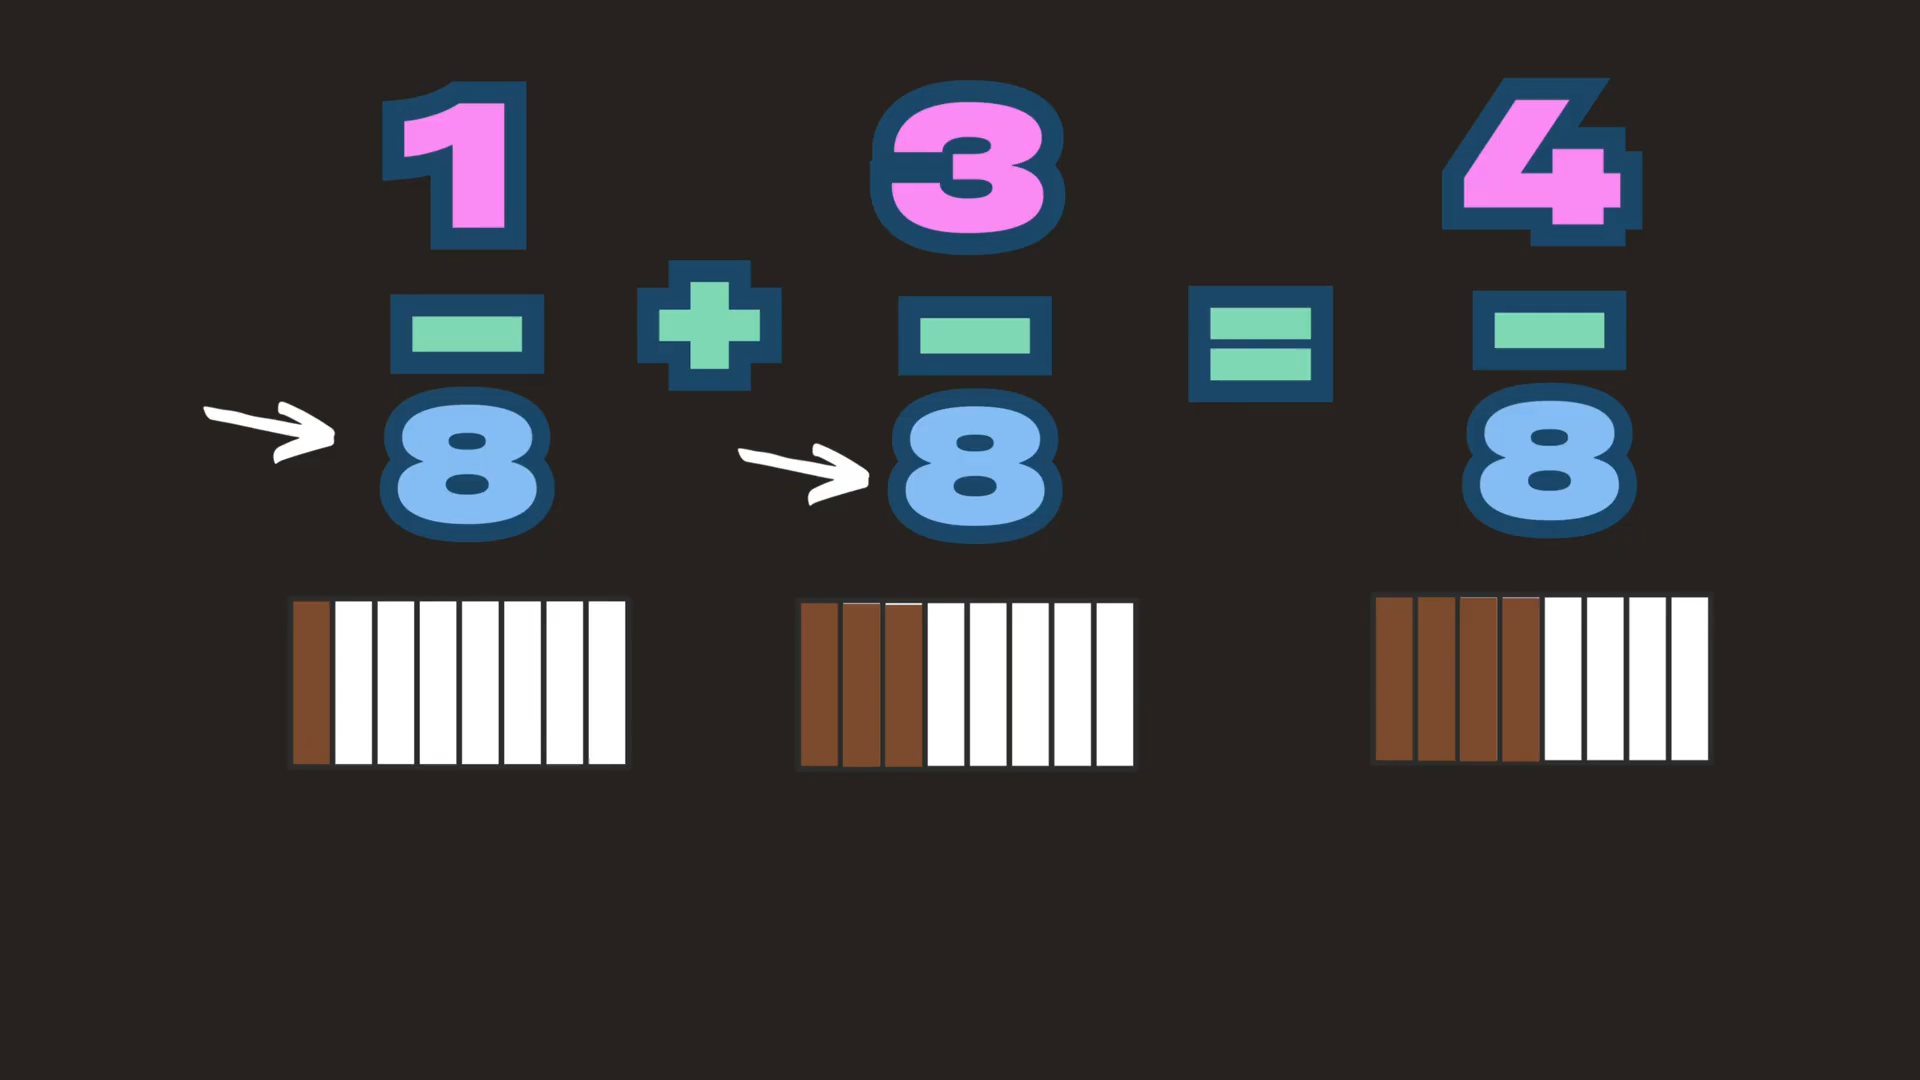 1 3 4
— + — = —
8 8 8